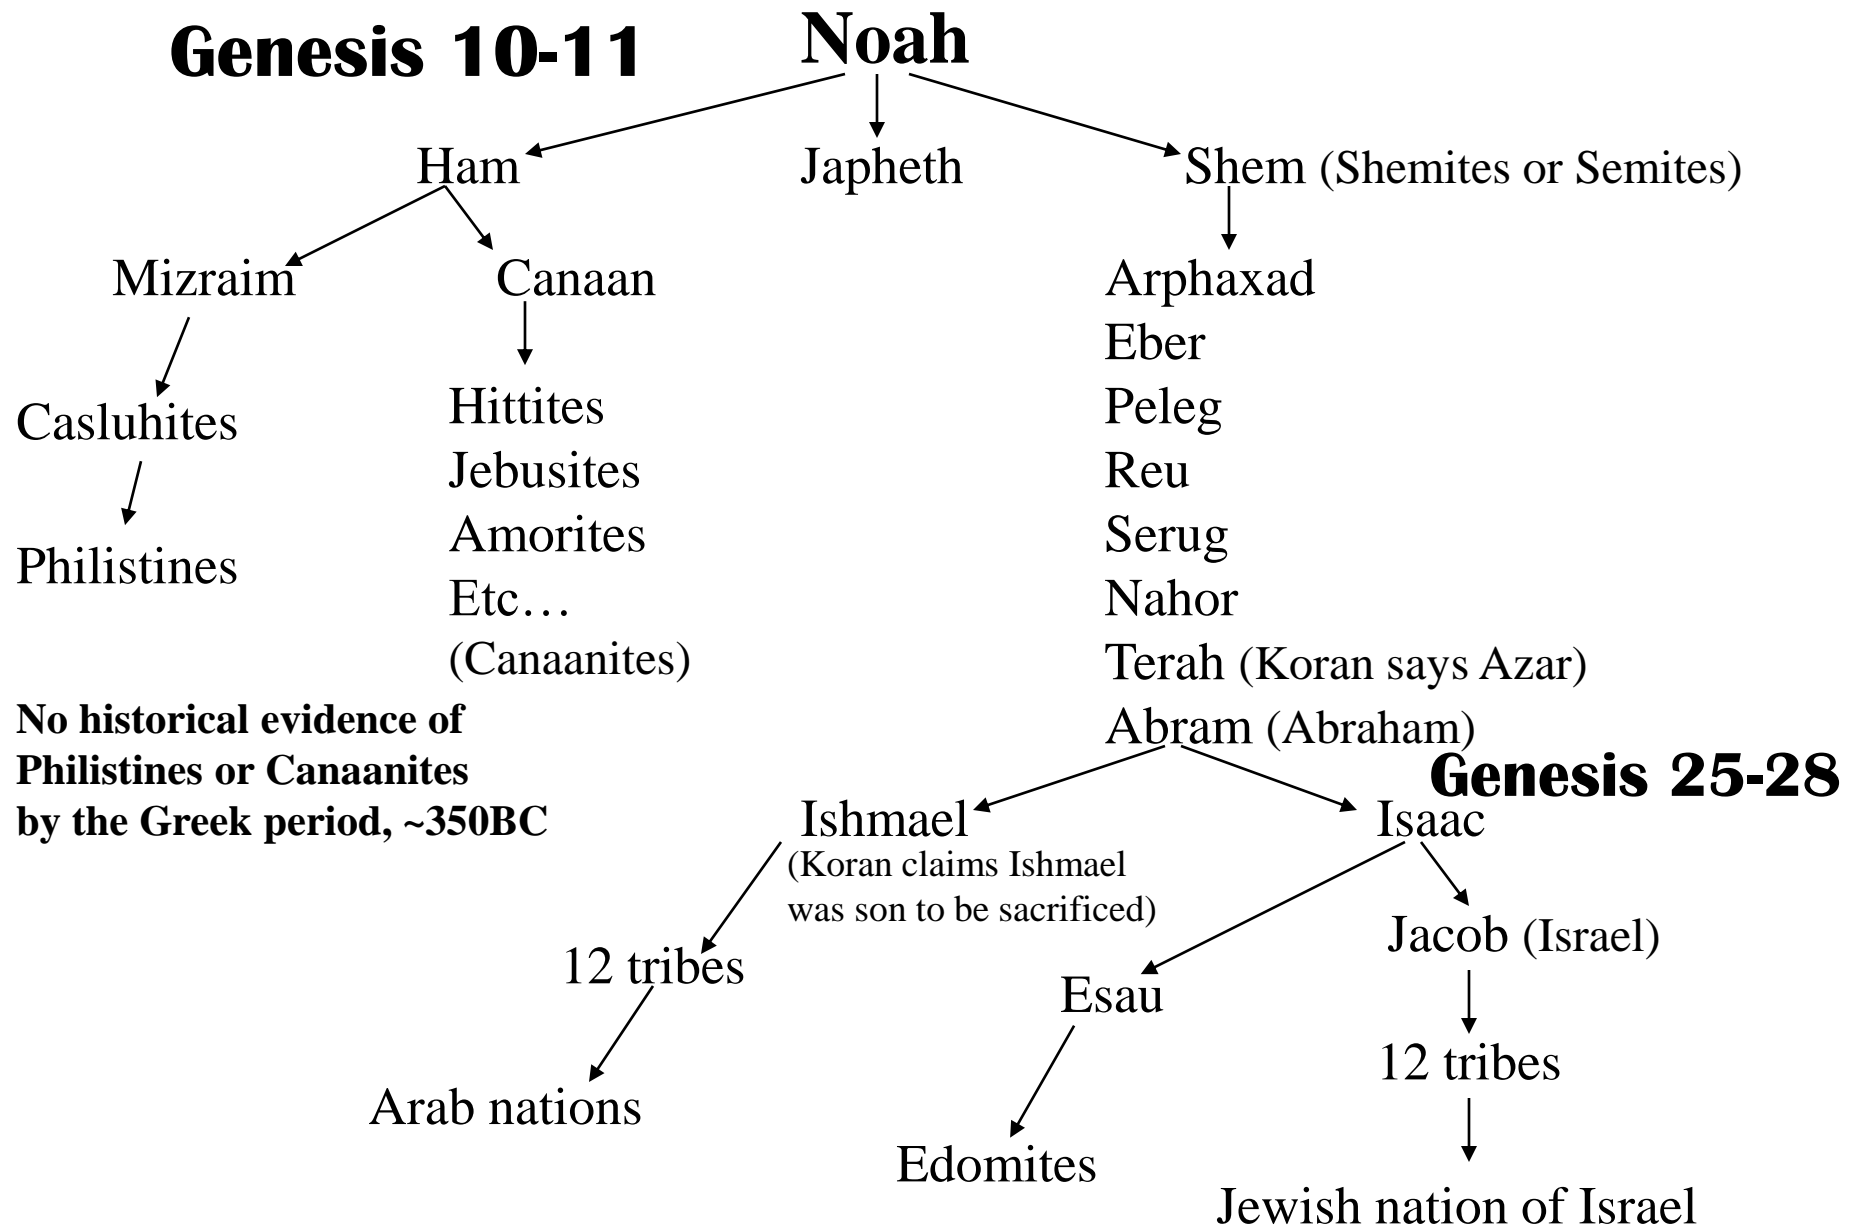 Genesis 10-11
Noah
Ham
Japheth
Shem (Shemites or Semites)
Mizraim
Canaan
Arphaxad
Eber
Casluhites
Hittites
Peleg
Jebusites
Reu
Philistines
Amorites
Serug
Etc…
Nahor
(Canaanites)
Terah (Koran says Azar)
No historical evidence of
Philistines or Canaanites
by the Greek period, ~350BC
Abram (Abraham)
Genesis 25-28
Ishmael
(Koran claims Ishmael
was son to be sacrificed)
Isaac
12 tribes
Jacob (Israel)
Esau
12 tribes
Arab nations
Edomites
Jewish nation of Israel